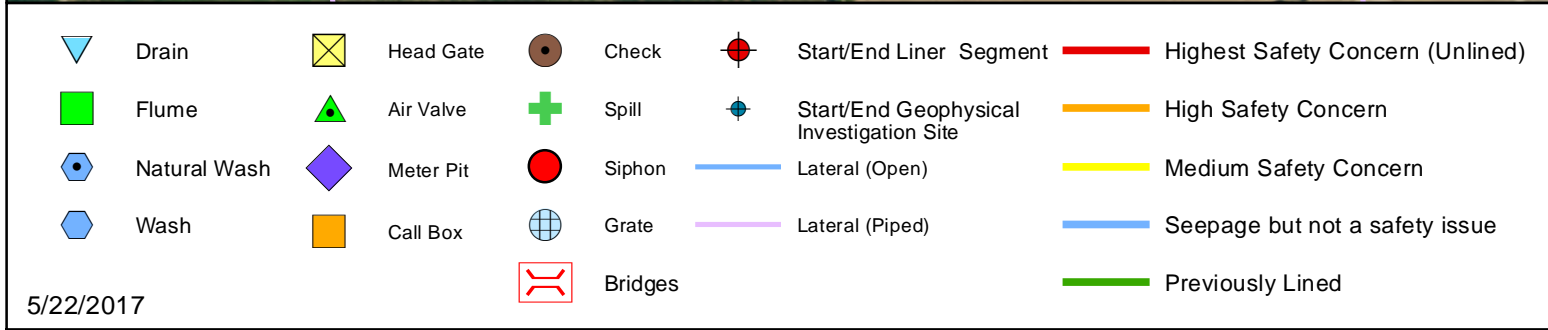 Drain
Flume
Natural Wash
Wash
Head Gate
Air Valve
Meter Pit
Call Box
Check
Spill
Siphon
Grate
Bridges
Start/End Liner Segment
Start/End Geophysical
Investigation Site
Lateral (Open)
Lateral (Piped)
Highest Safety Concern (Unlined)
High Safety Concern
Medium Safety Concern
Seepage but not a safety issue
Previously Lined
5/22/2017